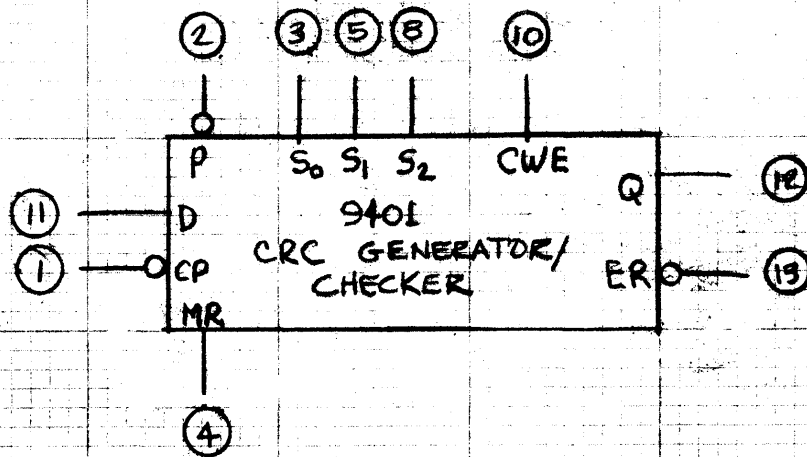 2 3 5 8 10
P S₀ S₁ S₂ CWE
Q 12
11 D 9401
1 CP CRC GENERATOR/ ER 13
CHECKER
MR
4